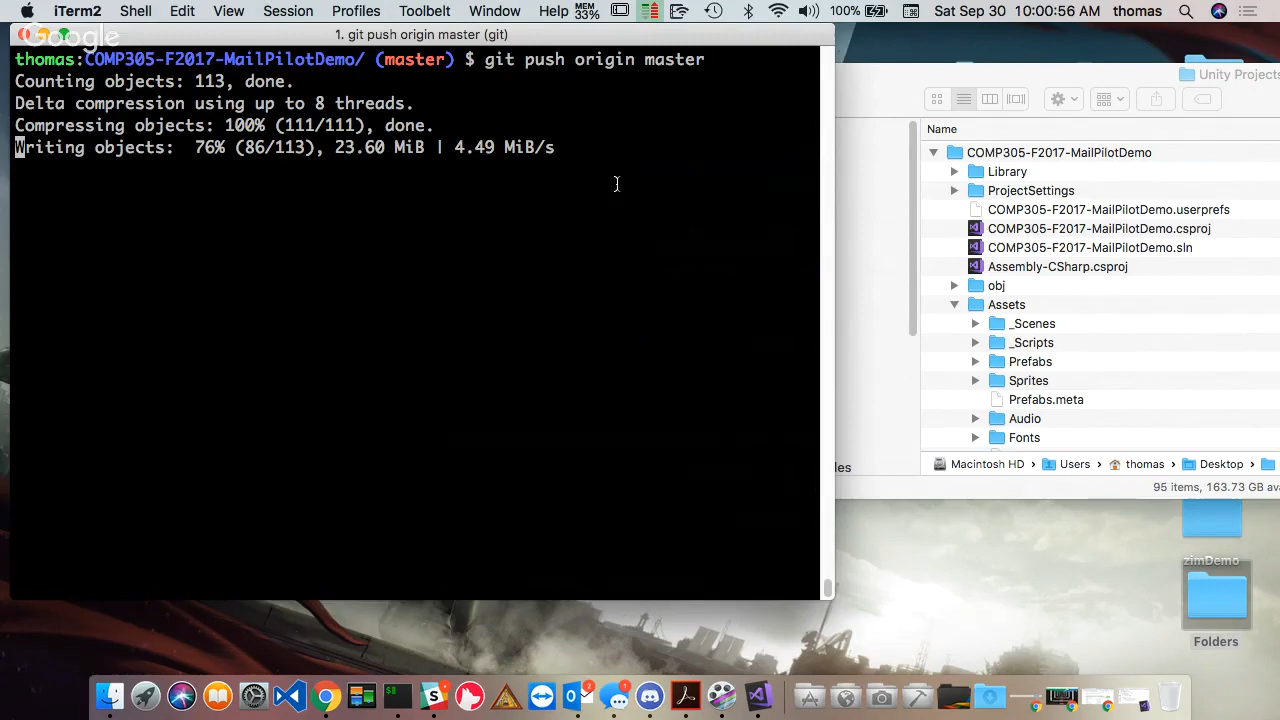 iTerm2 Shell Edit View Session Profiles Toolbelt Window Help MEM 33% 100% Sat Sep 30 10:00:56 AM thomas
Google
1. git push origin master (git)
thomas:COMP305-F2017-MailPilotDemo/ (master) $ git push origin master
Counting objects: 113, done.
Delta compression using up to 8 threads.
Compressing objects: 100% (111/111), done.
Writing objects:  76% (86/113), 23.60 MiB | 4.49 MiB/s
Unity Projects
Name
COMP305-F2017-MailPilotDemo
Library
ProjectSettings
COMP305-F2017-MailPilotDemo.userprefs
COMP305-F2017-MailPilotDemo.csproj
COMP305-F2017-MailPilotDemo.sln
Assembly-CSharp.csproj
obj
Assets
_Scenes
_Scripts
Prefabs
Sprites
Prefabs.meta
Audio
Fonts
Macintosh HD Users thomas Desktop
95 items, 163.73 GB
zimDemo
Folders